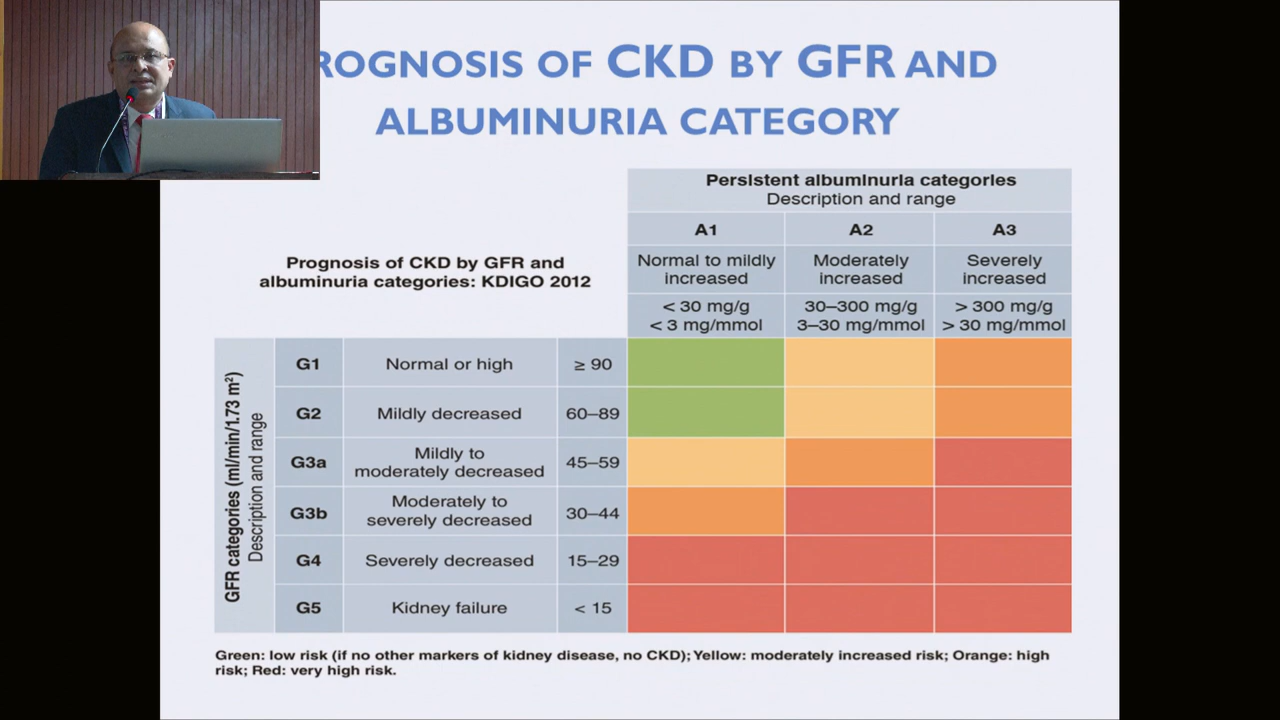 ROGNOSIS OF CKD BY GFR AND
ALBUMINURIA CATEGORY
Persistent albuminuria categories
Description and range
A1 A2 A3
Prognosis of CKD by GFR and
albuminuria categories: KDIGO 2012
Normal to mildly
increased
Moderately
increased
Severely
increased
< 30 mg/g
< 3 mg/mmol
30–300 mg/g
3–30 mg/mmol
> 300 mg/g
> 30 mg/mmol
GFR categories (ml/min/1.73 m²)
Description and range
G1 Normal or high ≥ 90
G2 Mildly decreased 60–89
G3a Mildly to
moderately decreased 45–59
G3b Moderately to
severely decreased 30–44
G4 Severely decreased 15–29
G5 Kidney failure < 15
Green: low risk (if no other markers of kidney disease, no CKD); Yellow: moderately increased risk; Orange: high
risk; Red: very high risk.